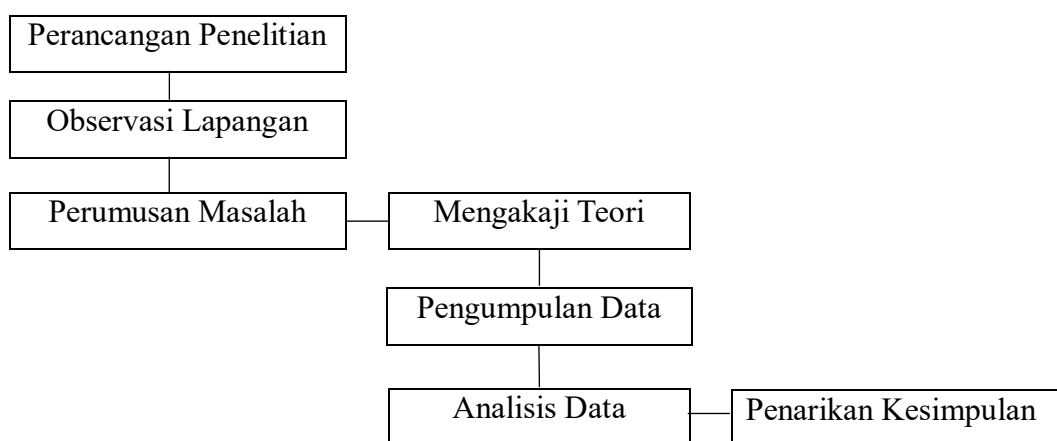 Perancangan Penelitian
Observasi Lapangan
Perumusan Masalah
Mengakaji Teori
Pengumpulan Data
Analisis Data
Penarikan Kesimpulan